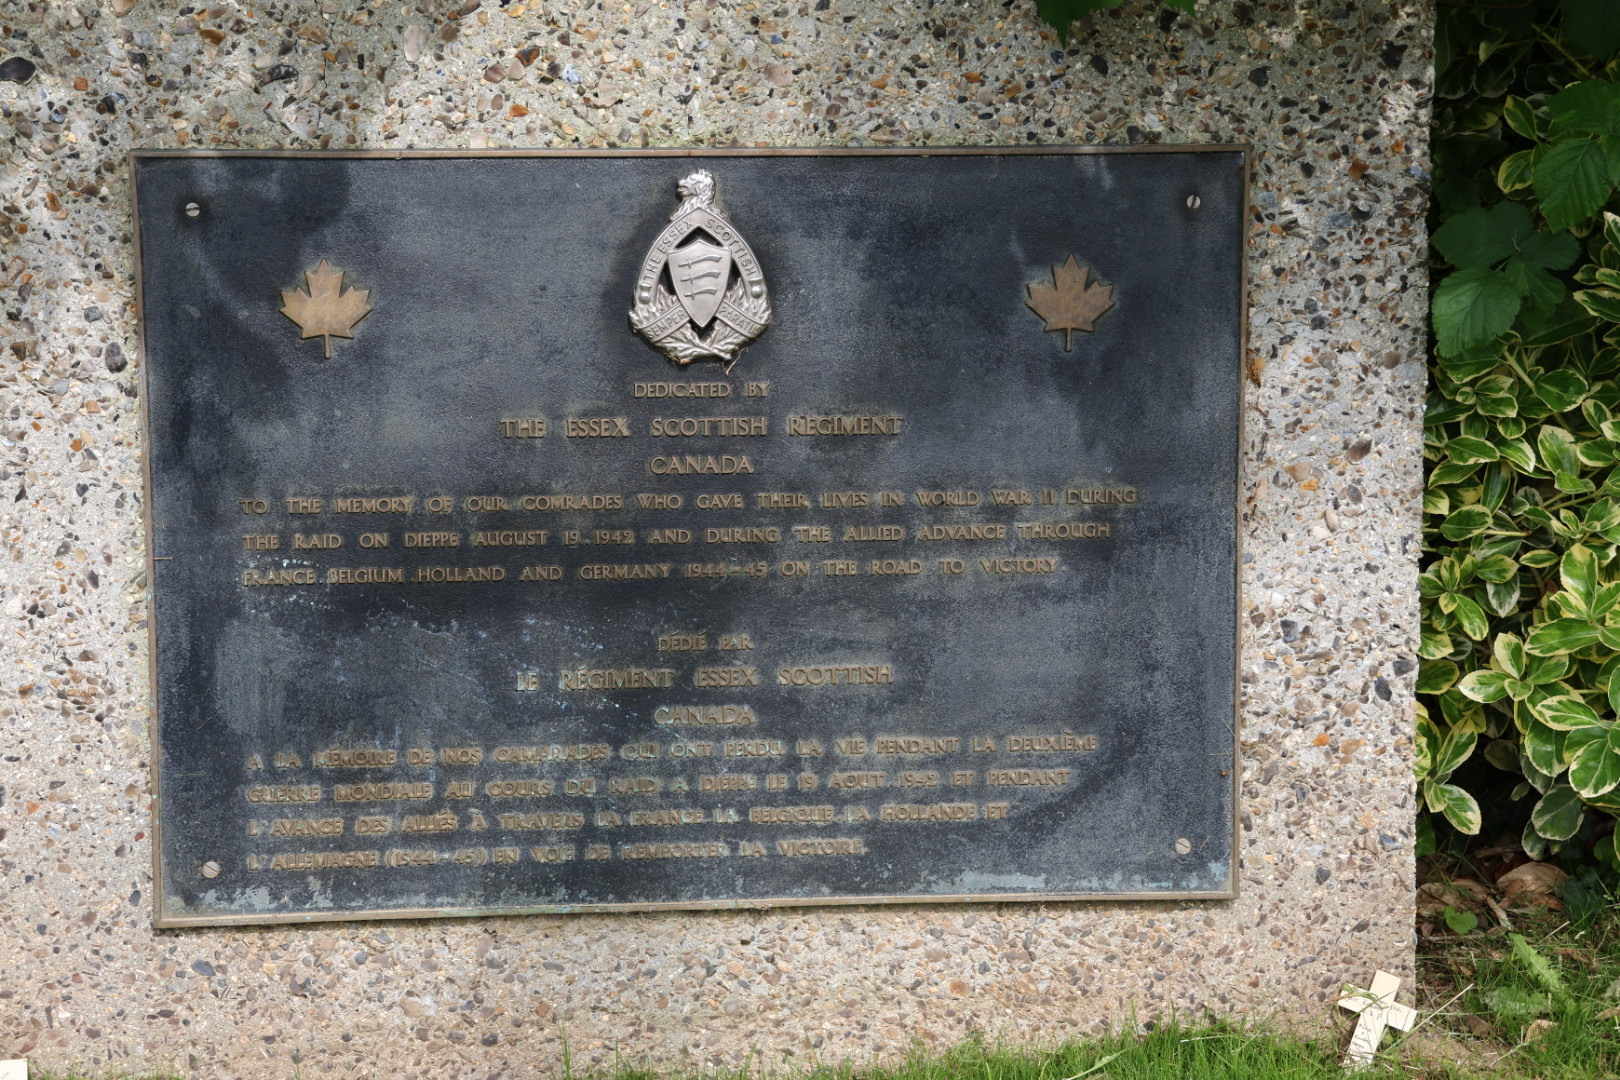 THE ESSEX SCOTTISH
SEMPER PARATUS
DEDICATED BY
THE ESSEX SCOTTISH REGIMENT
CANADA
TO THE MEMORY OF OUR COMRADES WHO GAVE THEIR LIVES IN WORLD WAR II DURING
THE RAID ON DIEPPE AUGUST 19-1942 AND DURING THE ALLIED ADVANCE THROUGH
FRANCE BELGIUM HOLLAND AND GERMANY 1944-45 ON THE ROAD TO VICTORY.
DÉDIÉ PAR
LE RÉGIMENT ESSEX SCOTTISH
CANADA
A LA MÉMOIRE DE NOS CAMARADES QUI ONT PERDU LA VIE PENDANT LA DEUXIÈME
GUERRE MONDIALE AU COURS DU RAID A DIEPPE LE 19 AOUT 1942 ET PENDANT
L'AVANCE DES ALLIÉS À TRAVERS LA FRANCE LA BELGIQUE LA HOLLANDE ET
L'ALLEMAGNE (1944-45) EN VOIE DE REMPORTER LA VICTOIRE.